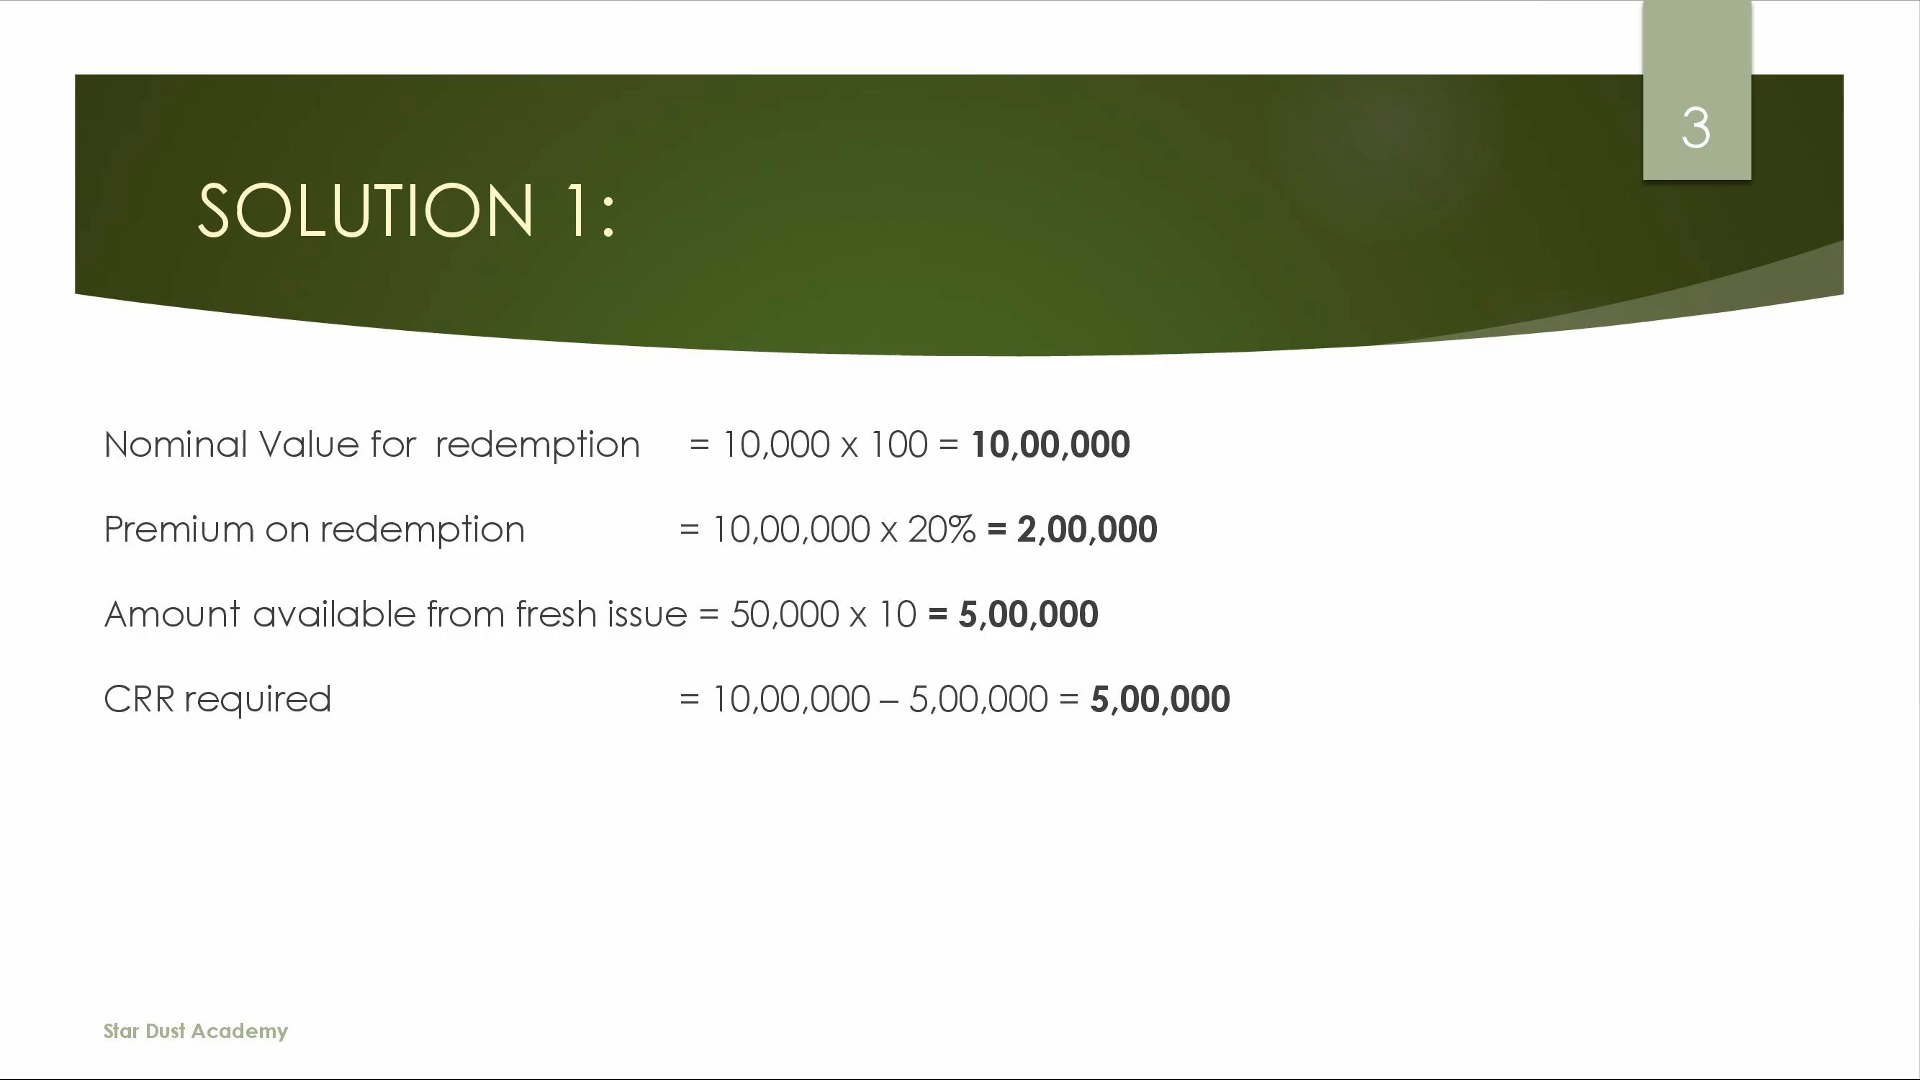 3
SOLUTION 1:
Nominal Value for redemption = 10,000 x 100 = 10,00,000
Premium on redemption = 10,00,000 x 20% = 2,00,000
Amount available from fresh issue = 50,000 x 10 = 5,00,000
CRR required = 10,00,000 – 5,00,000 = 5,00,000
Star Dust Academy